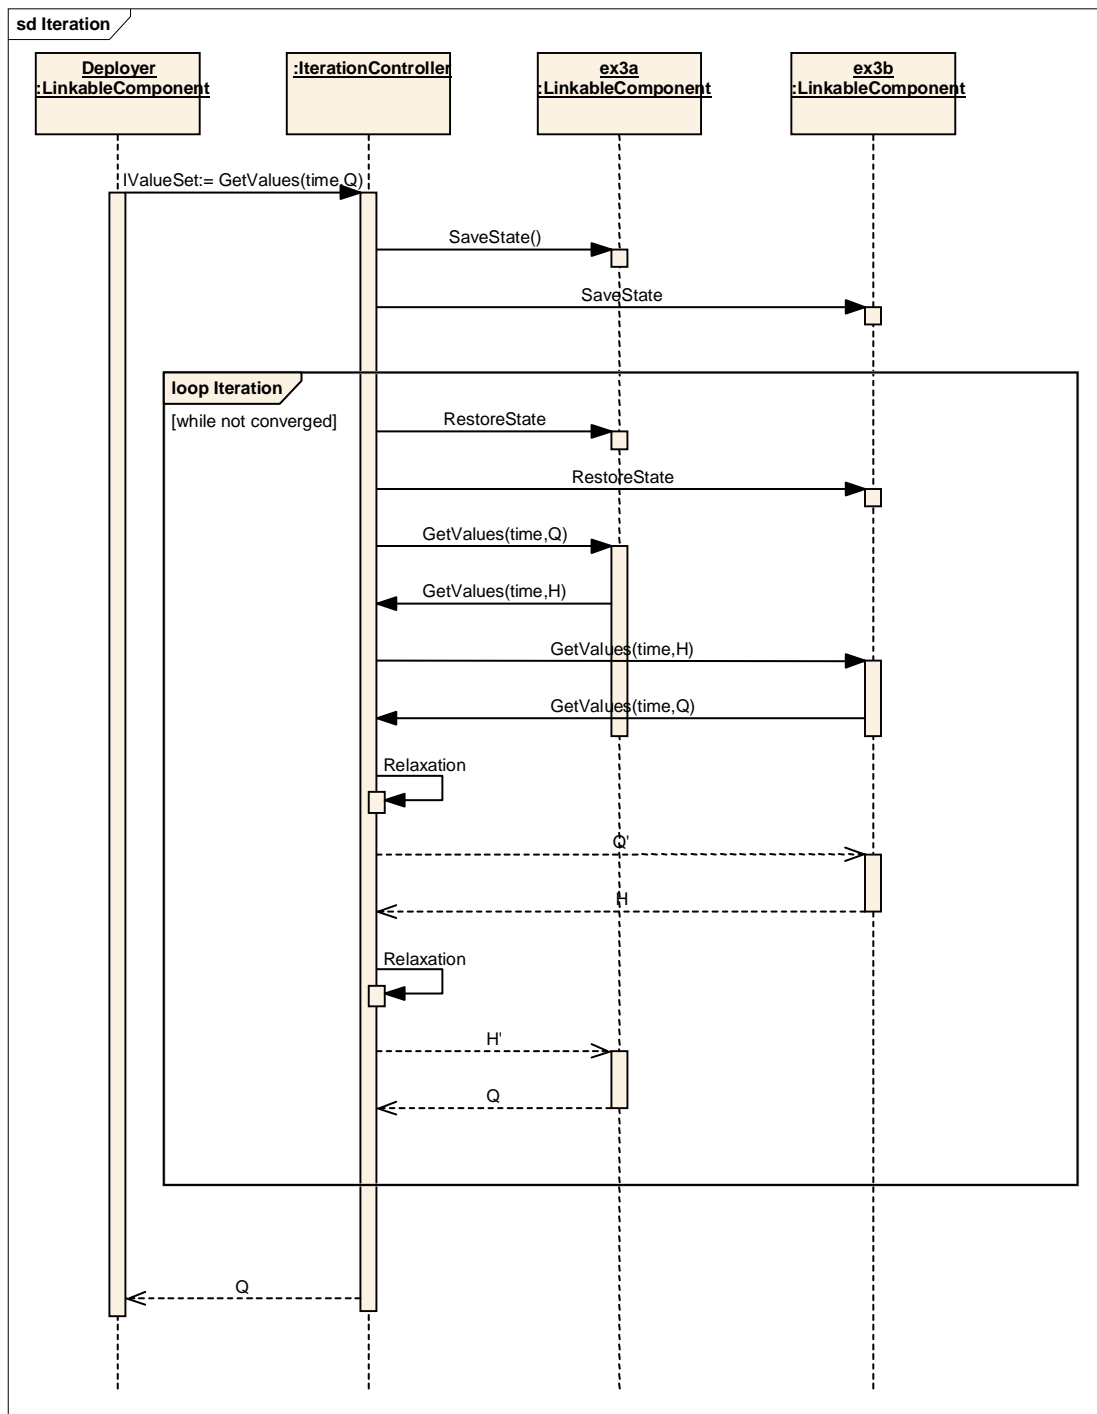 sd Iteration
Deployer
:LinkableComponent
:IterationController
ex3a
:LinkableComponent
ex3b
:LinkableComponent
IValueSet:= GetValues(time,Q)
SaveState()
SaveState
loop Iteration
[while not converged]
RestoreState
RestoreState
GetValues(time,Q)
GetValues(time,H)
GetValues(time,H)
GetValues(time,Q)
Relaxation
Q'
H
Relaxation
H'
Q
Q